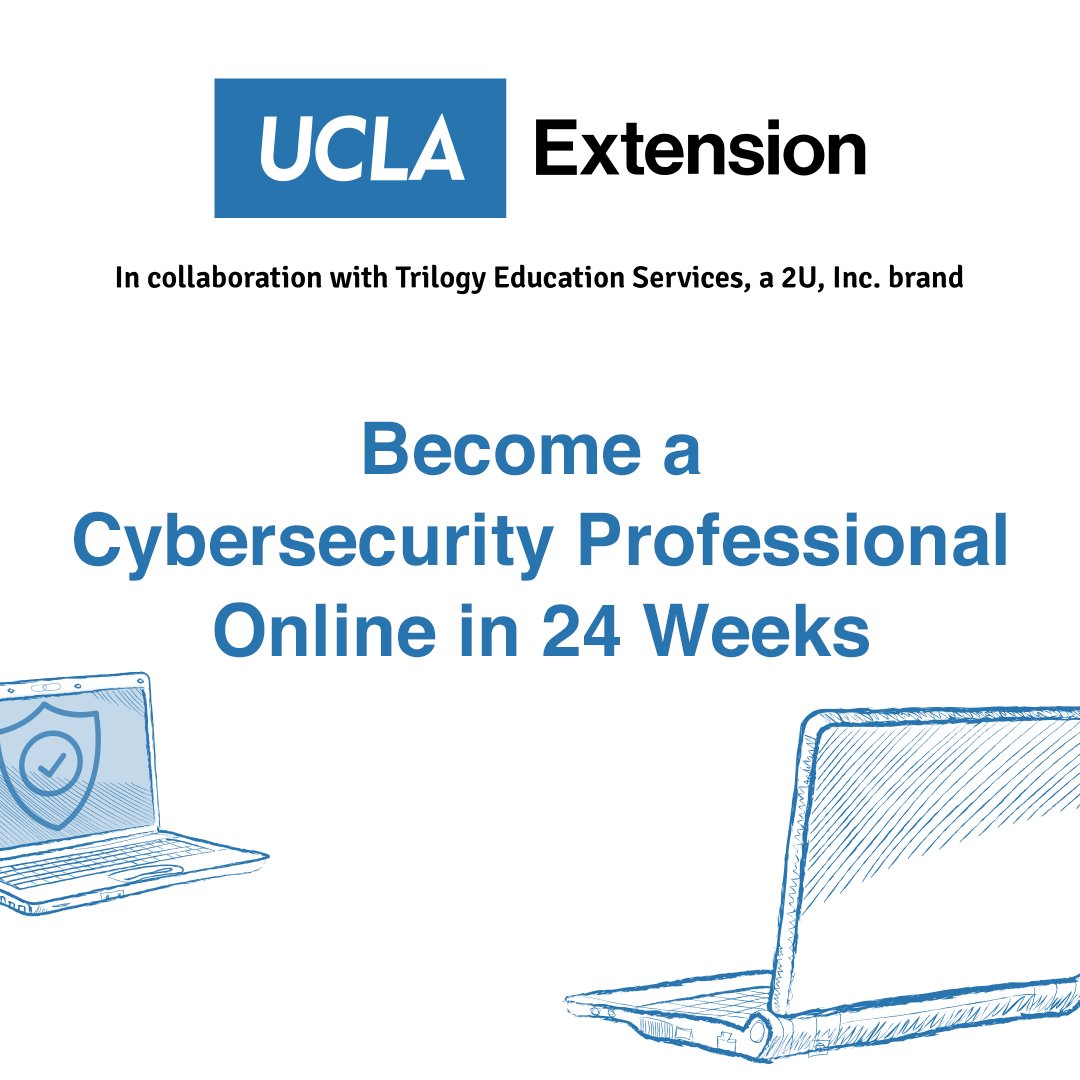 UCLA Extension
In collaboration with Trilogy Education Services, a 2U, Inc. brand
Become a
Cybersecurity Professional
Online in 24 Weeks